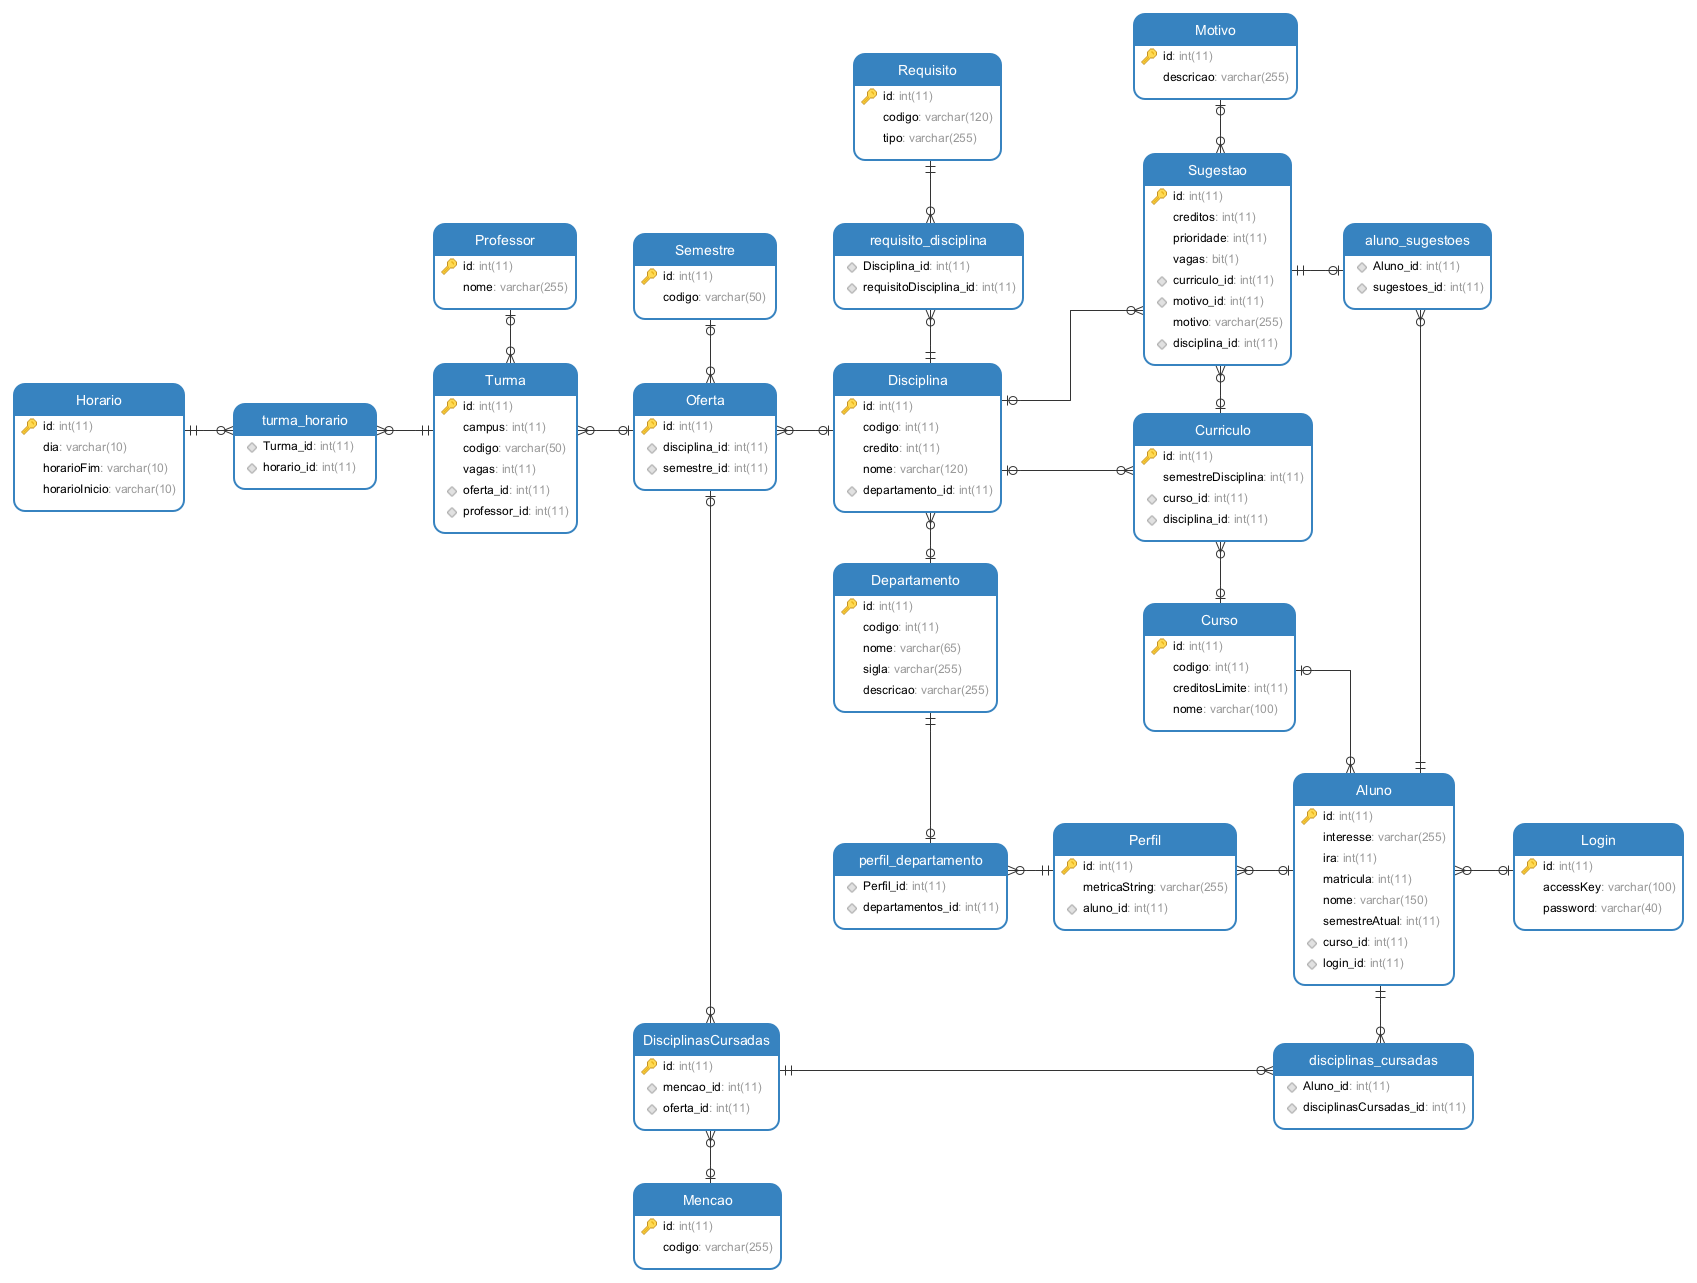 Motivo
id: int(11)
descricao: varchar(255)
Requisito
id: int(11)
codigo: varchar(120)
tipo: varchar(255)
Sugestao
id: int(11)
creditos: int(11)
prioridade: int(11)
vagas: bit(1)
curriculo_id: int(11)
motivo_id: int(11)
motivo: varchar(255)
disciplina_id: int(11)
Professor
id: int(11)
nome: varchar(255)
Semestre
id: int(11)
codigo: varchar(50)
requisito_disciplina
Disciplina_id: int(11)
requisitoDisciplina_id: int(11)
aluno_sugestoes
Aluno_id: int(11)
sugestoes_id: int(11)
Horario
id: int(11)
dia: varchar(10)
horarioFim: varchar(10)
horarioInicio: varchar(10)
turma_horario
Turma_id: int(11)
horario_id: int(11)
Turma
id: int(11)
campus: int(11)
codigo: varchar(50)
vagas: int(11)
oferta_id: int(11)
professor_id: int(11)
Oferta
id: int(11)
disciplina_id: int(11)
semestre_id: int(11)
Disciplina
id: int(11)
codigo: int(11)
credito: int(11)
nome: varchar(120)
departamento_id: int(11)
Curriculo
id: int(11)
semestreDisciplina: int(11)
curso_id: int(11)
disciplina_id: int(11)
Departamento
id: int(11)
codigo: int(11)
nome: varchar(65)
sigla: varchar(255)
descricao: varchar(255)
Curso
id: int(11)
codigo: int(11)
creditosLimite: int(11)
nome: varchar(100)
perfil_departamento
Perfil_id: int(11)
departamentos_id: int(11)
Perfil
id: int(11)
metricaString: varchar(255)
aluno_id: int(11)
Aluno
id: int(11)
interesse: varchar(255)
ira: int(11)
matricula: int(11)
nome: varchar(150)
semestreAtual: int(11)
curso_id: int(11)
login_id: int(11)
Login
id: int(11)
accessKey: varchar(100)
password: varchar(40)
DisciplinasCursadas
id: int(11)
mencao_id: int(11)
oferta_id: int(11)
disciplinas_cursadas
Aluno_id: int(11)
disciplinasCursadas_id: int(11)
Mencao
id: int(11)
codigo: varchar(255)